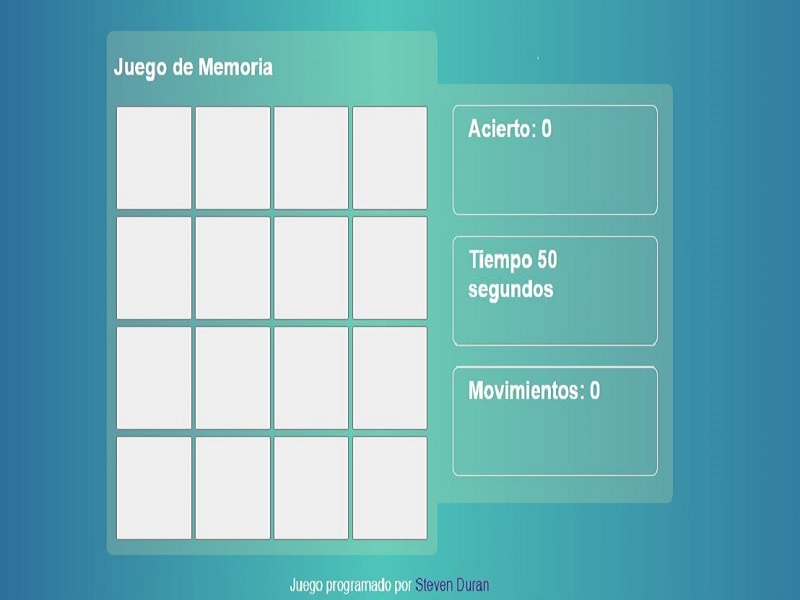 Juego de Memoria
Acierto: 0
Tiempo 50
segundos
Movimientos: 0
Juego programado por Steven Duran